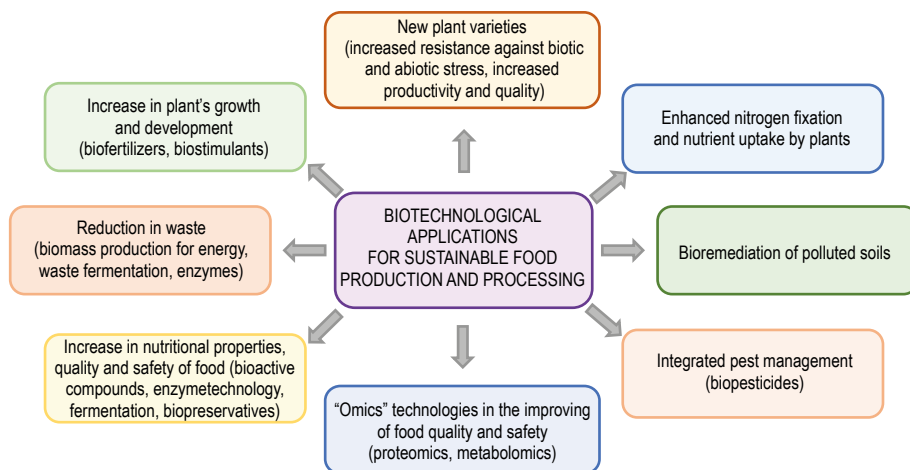 New plant varieties
(increased resistance against biotic
and abiotic stress, increased
productivity and quality)
Increase in plant's growth
and development
(biofertilizers, biostimulants)
Enhanced nitrogen fixation
and nutrient uptake by plants
Reduction in waste
(biomass production for energy,
waste fermentation, enzymes)
BIOTECHNOLOGICAL
APPLICATIONS
FOR SUSTAINABLE FOOD
PRODUCTION AND PROCESSING
Bioremediation of polluted soils
Increase in nutritional properties,
quality and safety of food (bioactive
compounds, enzymetechnology,
fermentation, biopreservatives)
“Omics” technologies in the improving
of food quality and safety
(proteomics, metabolomics)
Integrated pest management
(biopesticides)